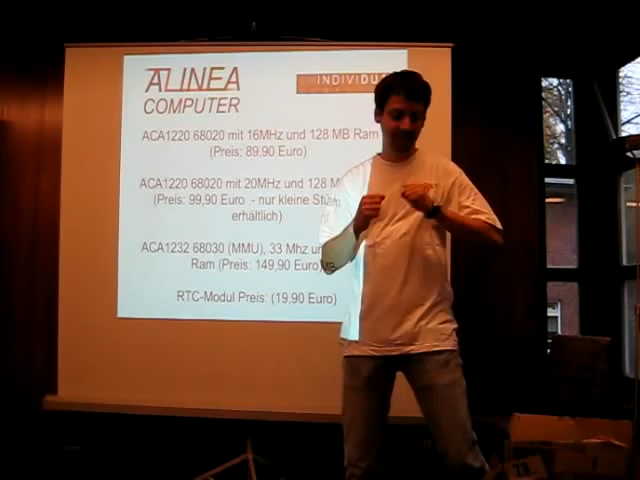 ALINEA
COMPUTER
ACA1220 68020 mit 16MHz und 128 MB Ram
(Preis: 89,90 Euro)
ACA1220 68020 mit 20MHz und 128
(Preis: 99,90 Euro - nur kleine
erhältlich)
ACA1232 68030 (MMU), 33 Mhz
Ram (Preis: 149,90 Euro)
RTC-Modul Preis: (19.90 Euro)